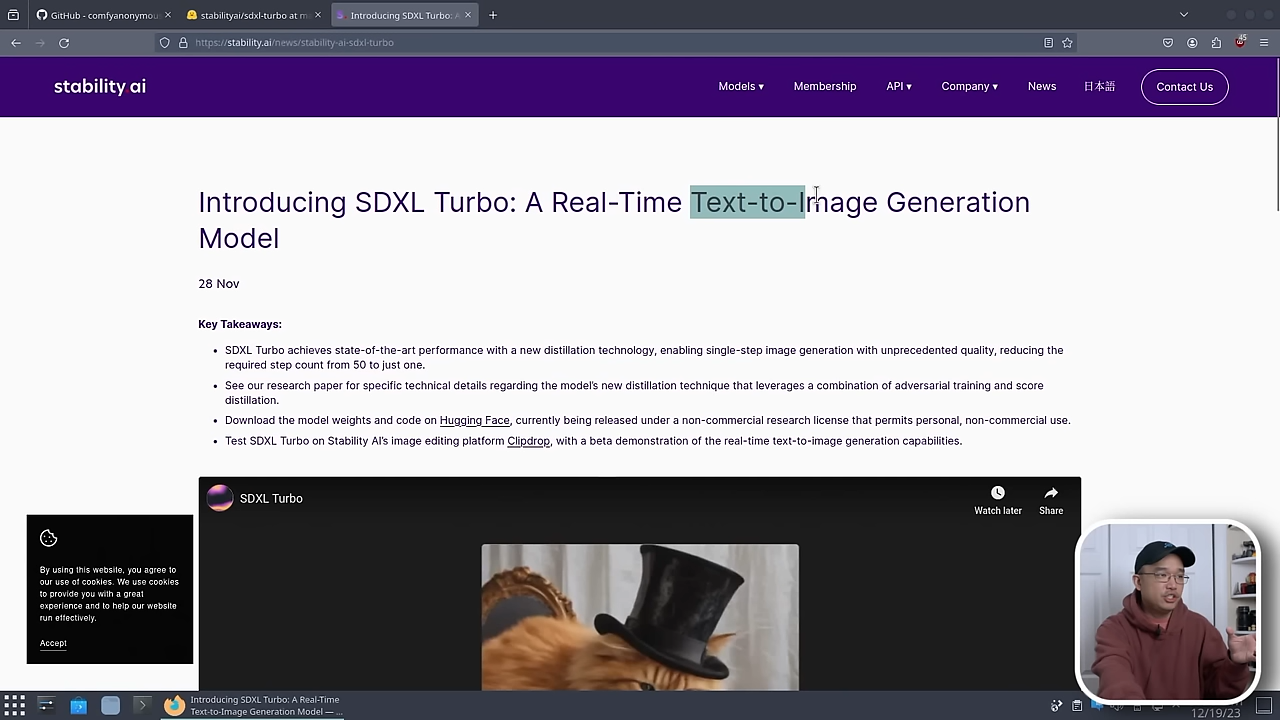 GitHub - comfyanonymou
stabilityai/sdxl-turbo at m
Introducing SDXL Turbo: A
https://stability.ai/news/stability-ai-sdxl-turbo
45
stability.ai
Models ▾
Membership
API ▾
Company ▾
News
日本語
Contact Us
Introducing SDXL Turbo: A Real-Time Text-to-Image Generation
Model
28 Nov
Key Takeaways:
• SDXL Turbo achieves state-of-the-art performance with a new distillation technology, enabling single-step image generation with unprecedented quality, reducing the
required step count from 50 to just one.
• See our research paper for specific technical details regarding the model's new distillation technique that leverages a combination of adversarial training and score
distillation.
• Download the model weights and code on Hugging Face, currently being released under a non-commercial research license that permits personal, non-commercial use.
• Test SDXL Turbo on Stability AI's image editing platform Clipdrop, with a beta demonstration of the real-time text-to-image generation capabilities.
SDXL Turbo
Watch later
Share
By using this website, you agree to
our use of cookies. We use cookies
to provide you with a great
experience and to help our website
run effectively.
Accept
Introducing SDXL Turbo: A Real-Time
Text-to-Image Generation Model — ...
12/19/23